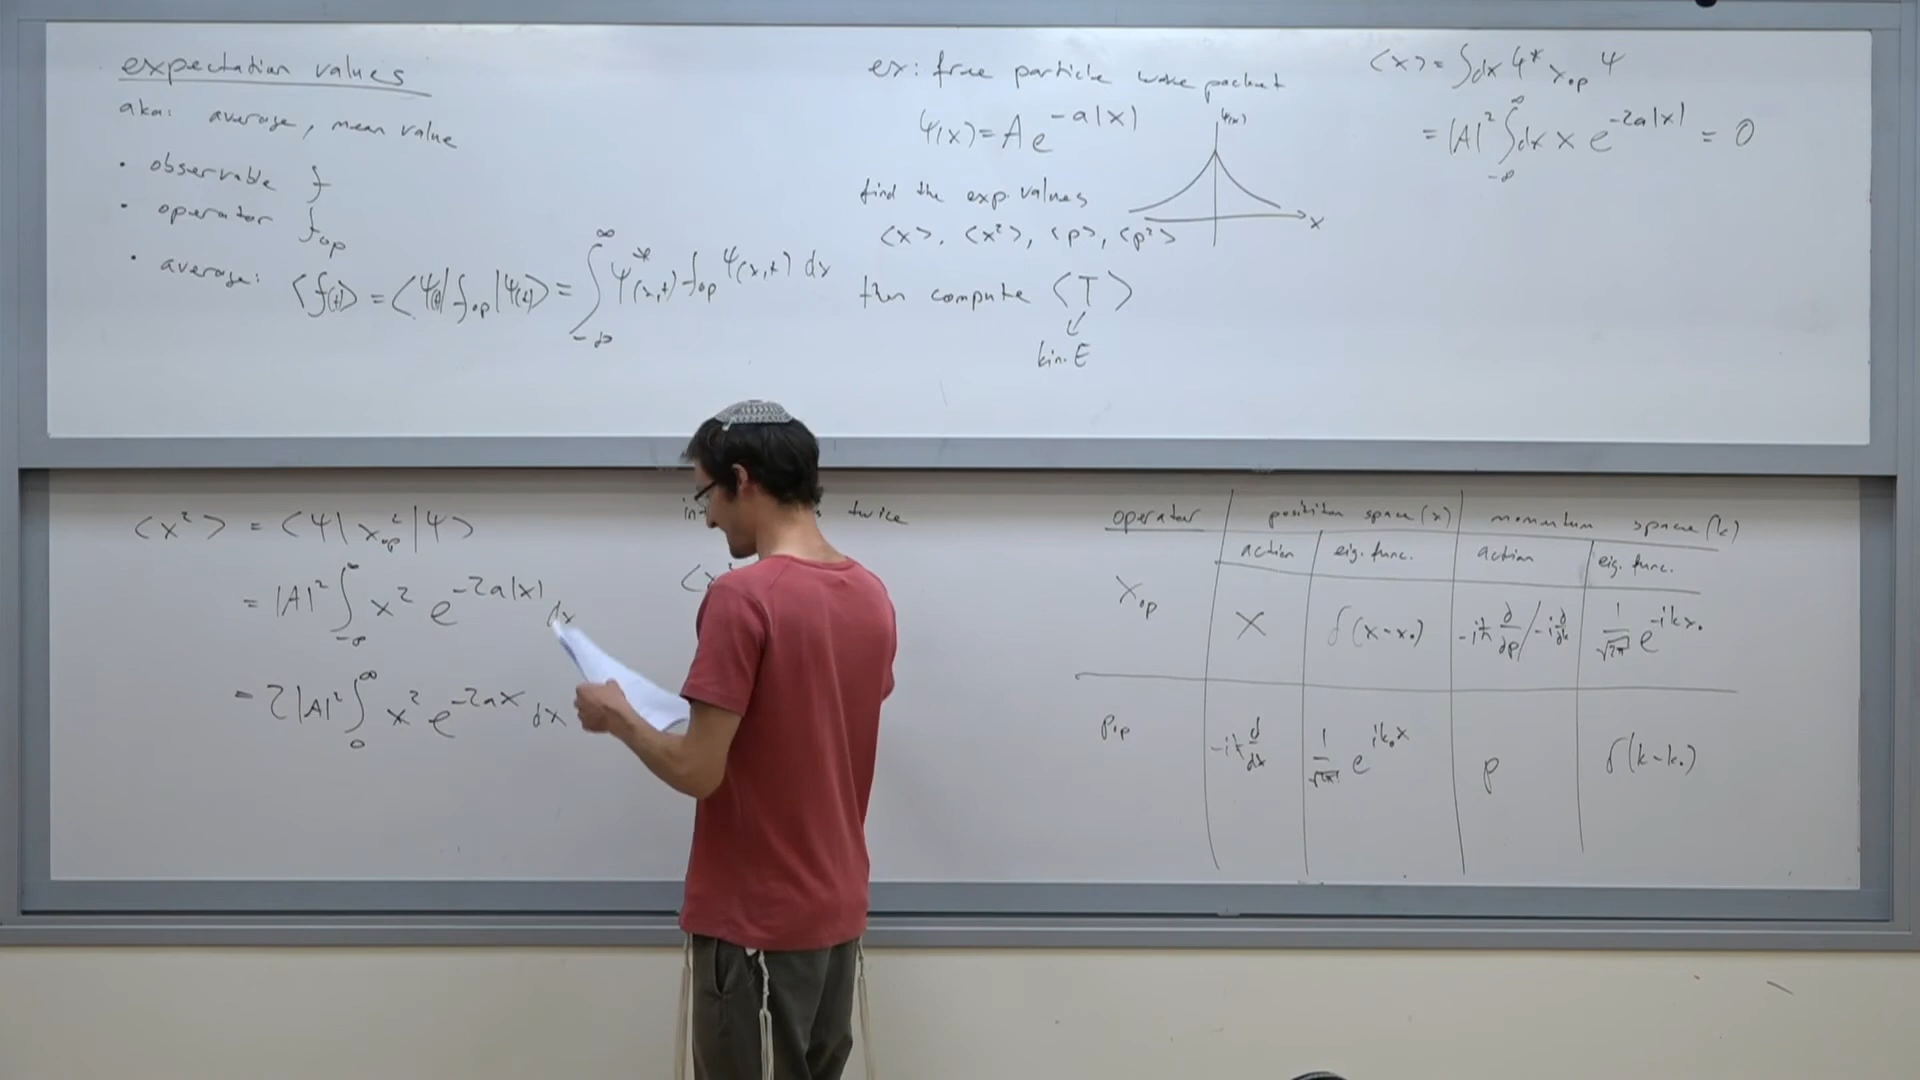 expectation values
aka: average, mean value
• observable f
• operator f_op
• average: ⟨f(t)⟩ = ⟨Ψ(t)|f_op|Ψ(t)⟩ = ∫_{-∞}^{∞} Ψ*(x,t) f_op Ψ(x,t) dx
ex: free particle wave packet
Ψ(x) = A e^{-a|x|}
Ψ(x)
x
find the exp. values
⟨x⟩, ⟨x²⟩, ⟨p⟩, ⟨p²⟩
then compute ⟨T⟩
kin. E
⟨x⟩ = ∫dx Ψ* x_op Ψ
= |A|² ∫_{-∞}^{∞} dx x e^{-2a|x|} = 0
⟨x²⟩ = ⟨Ψ|x_op²|Ψ⟩
= |A|² ∫_{-∞}^{∞} x² e^{-2a|x|} dx
= 2|A|² ∫_0^∞ x² e^{-2ax} dx
twice
⟨x²
operator position space (x) momentum space (k)
action eig. func. action eig. func.
x_op x δ(x-x₀) -iħ ∂/∂p / -i ∂/∂k 1/√2π e^{-ikx₀}
p_op -iħ d/dx 1/√2π e^{ik₀x} p δ(k-k₀)